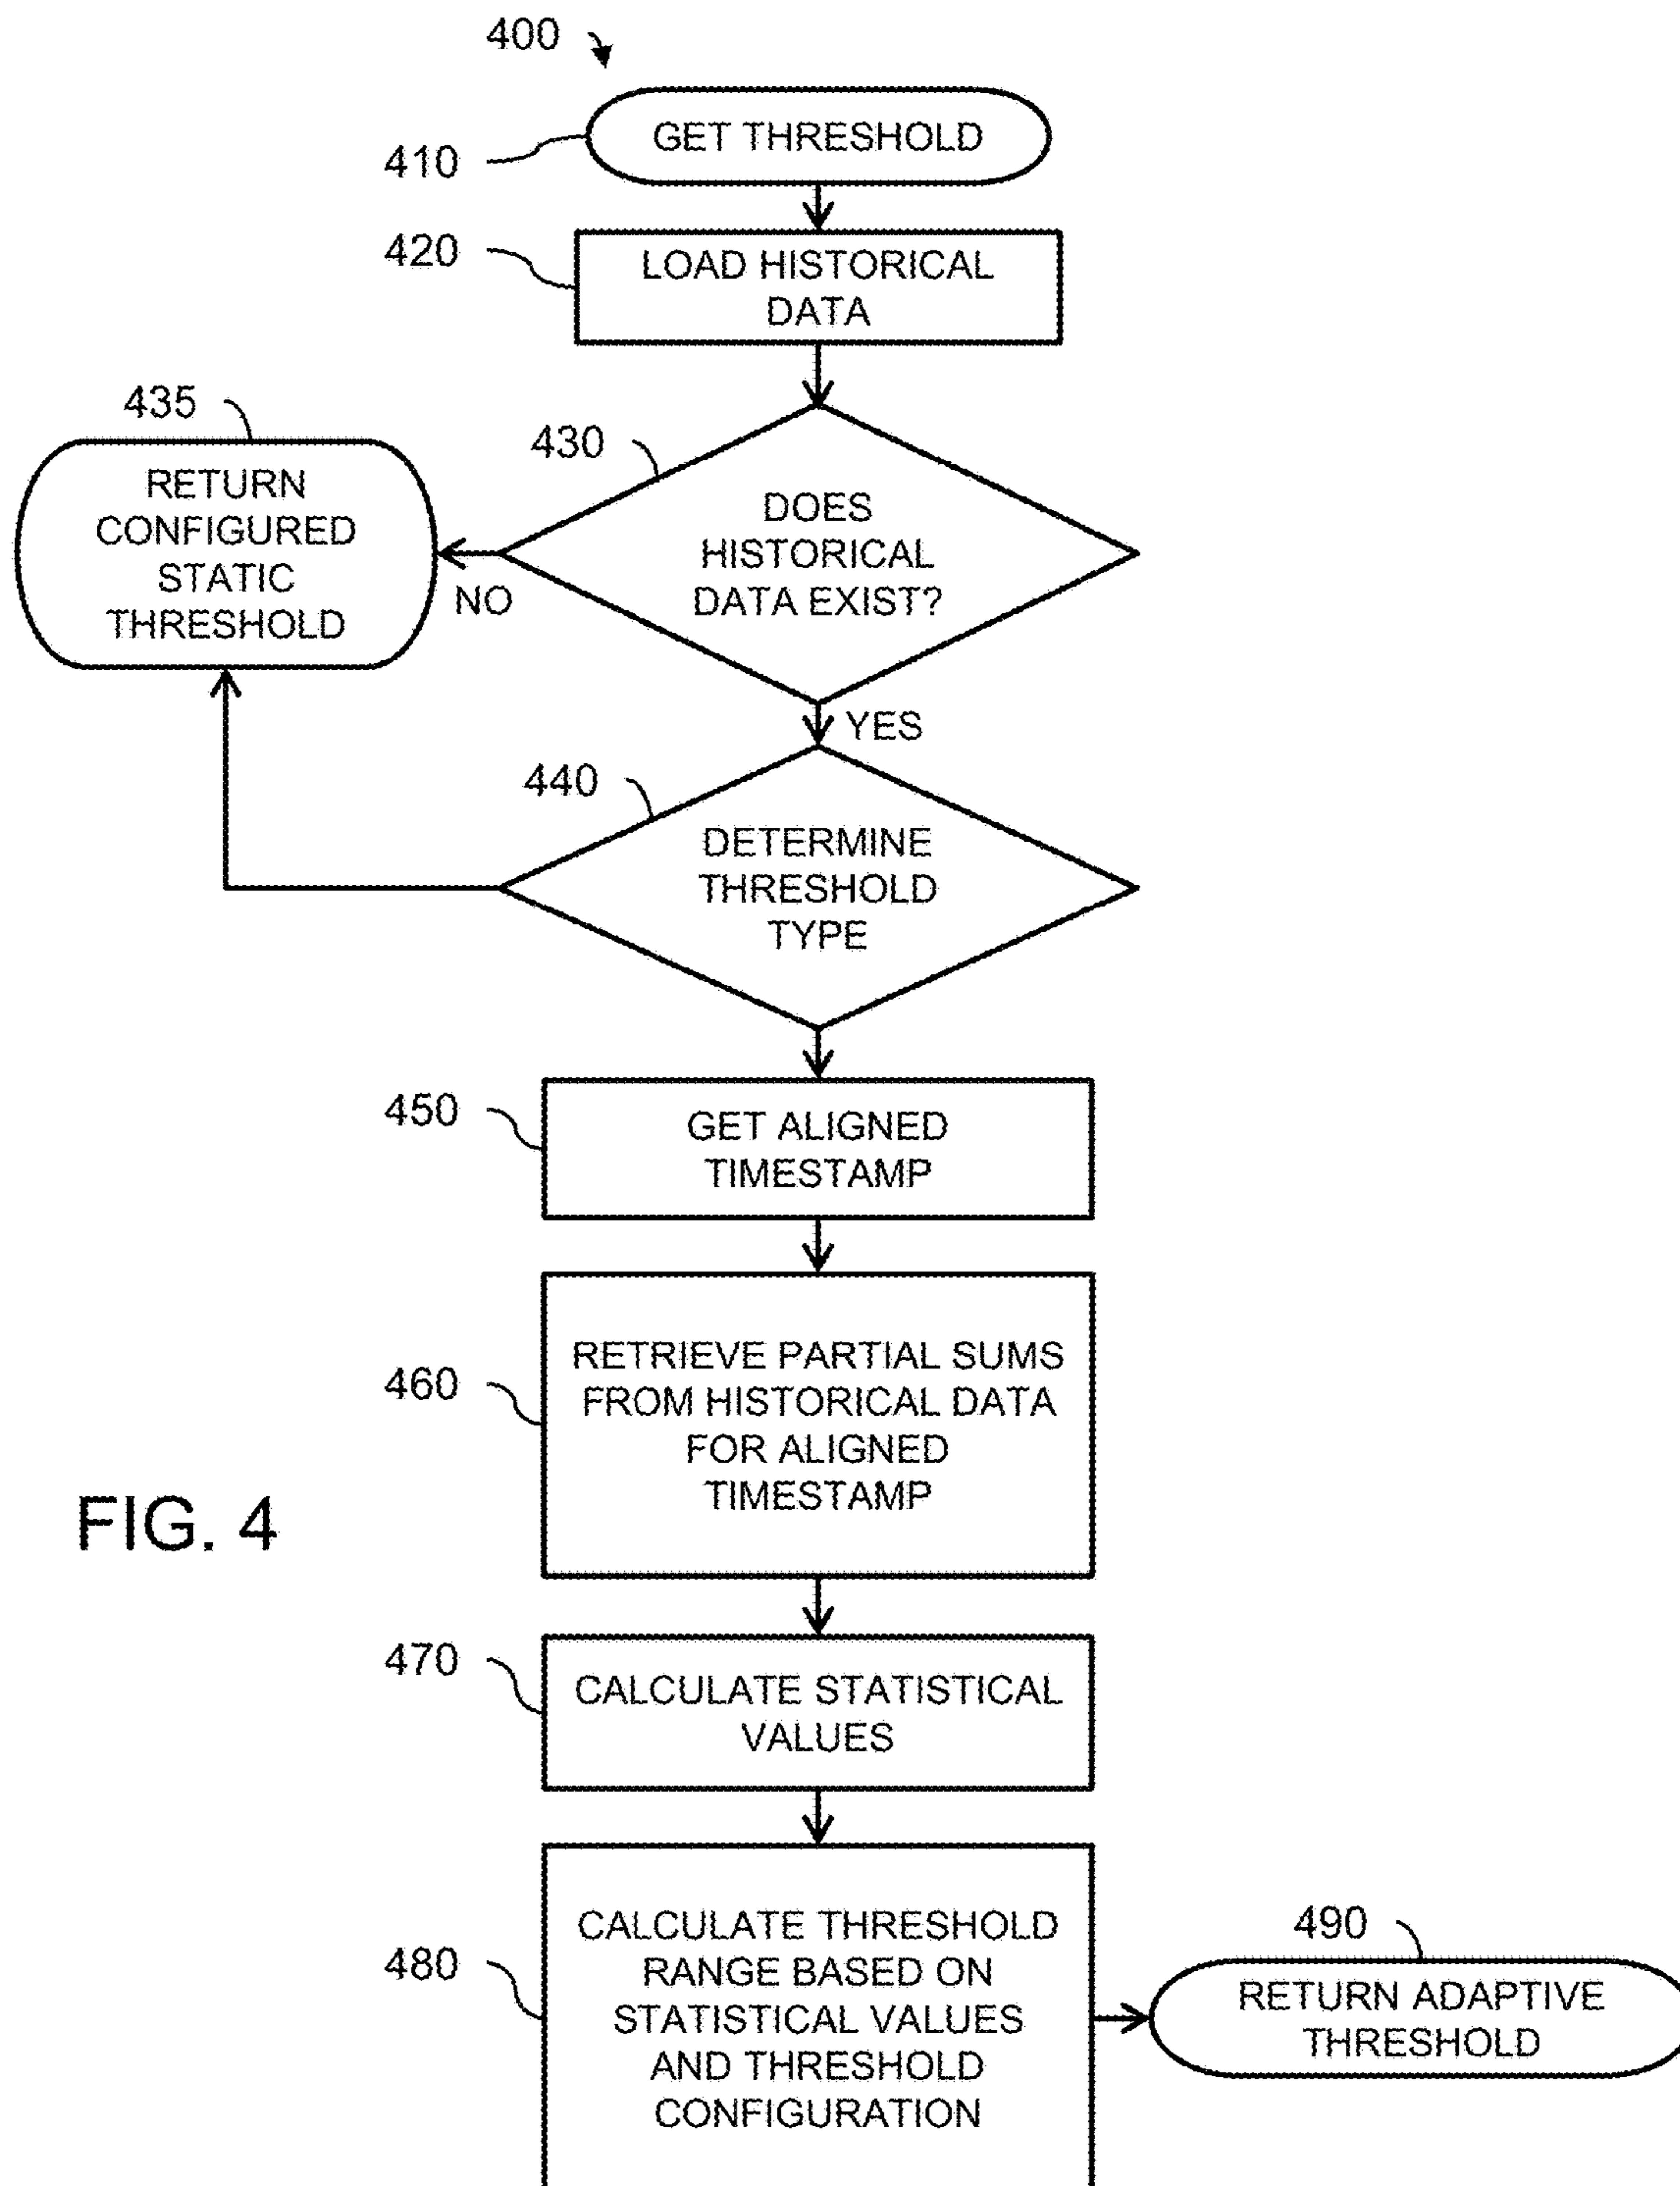 400
410
GET THRESHOLD
420
LOAD HISTORICAL
DATA
435
RETURN
CONFIGURED
STATIC
THRESHOLD
430
DOES
HISTORICAL
DATA EXIST?
NO
YES
440
DETERMINE
THRESHOLD
TYPE
450
GET ALIGNED
TIMESTAMP
460
RETRIEVE PARTIAL SUMS
FROM HISTORICAL DATA
FOR ALIGNED
TIMESTAMP
FIG. 4
470
CALCULATE STATISTICAL
VALUES
480
CALCULATE THRESHOLD
RANGE BASED ON
STATISTICAL VALUES
AND THRESHOLD
CONFIGURATION
490
RETURN ADAPTIVE
THRESHOLD